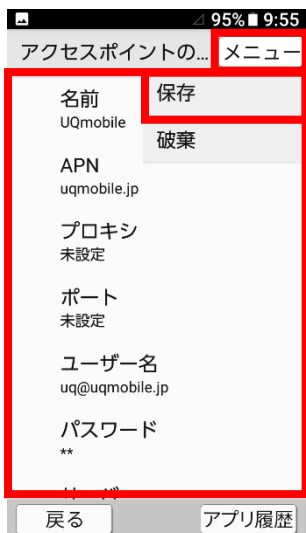 95% 9:55
アクセスポイントの... メニュー
保存
破棄
名前
UQmobile
APN
uqmobile.jp
プロキシ
未設定
ポート
未設定
ユーザー名
uq@uqmobile.jp
パスワード
**
戻る アプリ履歴